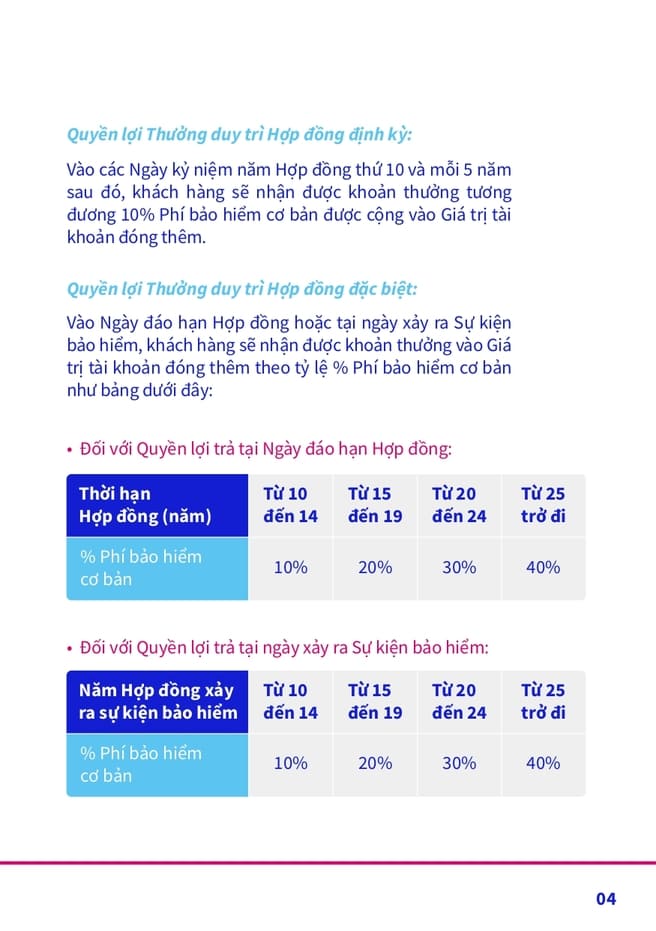 Quyền lợi Thưởng duy trì Hợp đồng định kỳ:
Vào các Ngày kỷ niệm năm Hợp đồng thứ 10 và mỗi 5 năm
sau đó, khách hàng sẽ nhận được khoản thưởng tương
đương 10% Phí bảo hiểm cơ bản được cộng vào Giá trị tài
khoản đóng thêm.
Quyền lợi Thưởng duy trì Hợp đồng đặc biệt:
Vào Ngày đáo hạn Hợp đồng hoặc tại ngày xảy ra Sự kiện
bảo hiểm, khách hàng sẽ nhận được khoản thưởng vào Giá
trị tài khoản đóng thêm theo tỷ lệ % Phí bảo hiểm cơ bản
như bảng dưới đây:
• Đối với Quyền lợi trả tại Ngày đáo hạn Hợp đồng:
Thời hạn Từ 10 Từ 15 Từ 20 Từ 25
Hợp đồng (năm) đến 14 đến 19 đến 24 trở đi
% Phí bảo hiểm
cơ bản 10% 20% 30% 40%
• Đối với Quyền lợi trả tại ngày xảy ra Sự kiện bảo hiểm:
Năm Hợp đồng xảy Từ 10 Từ 15 Từ 20 Từ 25
ra sự kiện bảo hiểm đến 14 đến 19 đến 24 trở đi
% Phí bảo hiểm
cơ bản 10% 20% 30% 40%
04